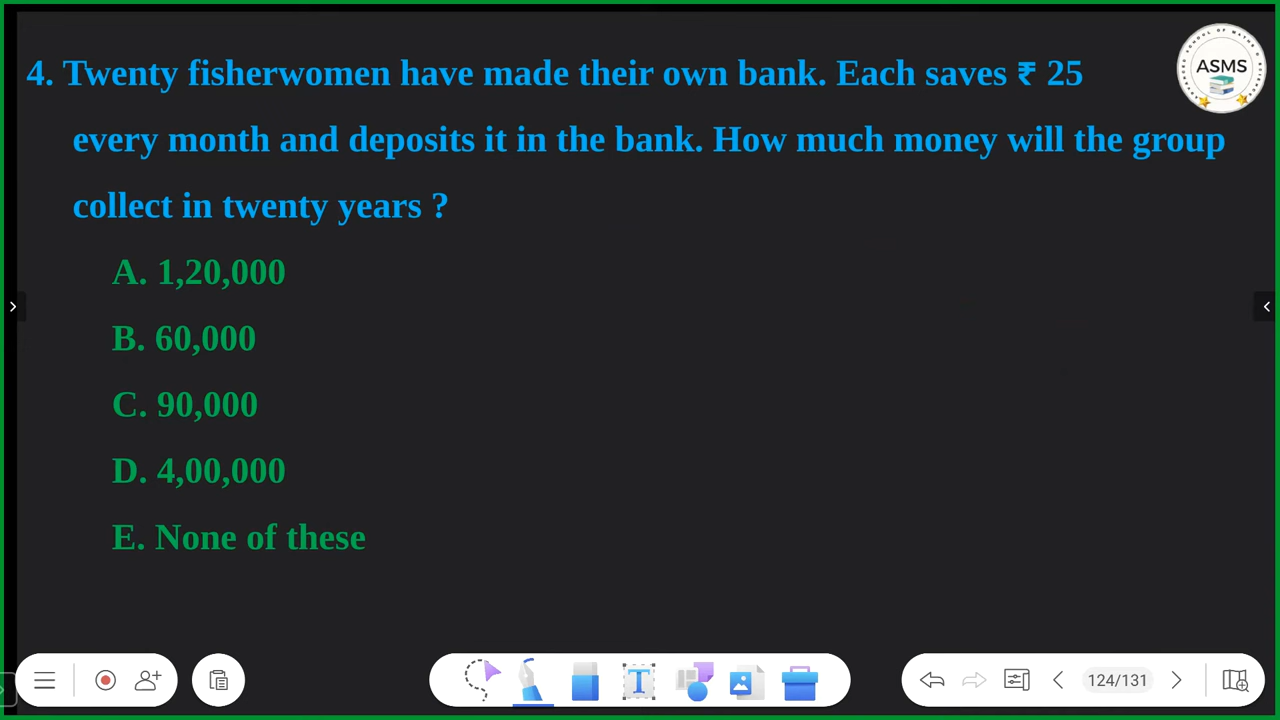 4. Twenty fisherwomen have made their own bank. Each saves ₹ 25
every month and deposits it in the bank. How much money will the group
collect in twenty years ?
A. 1,20,000
B. 60,000
C. 90,000
D. 4,00,000
E. None of these
ASMS
124/131